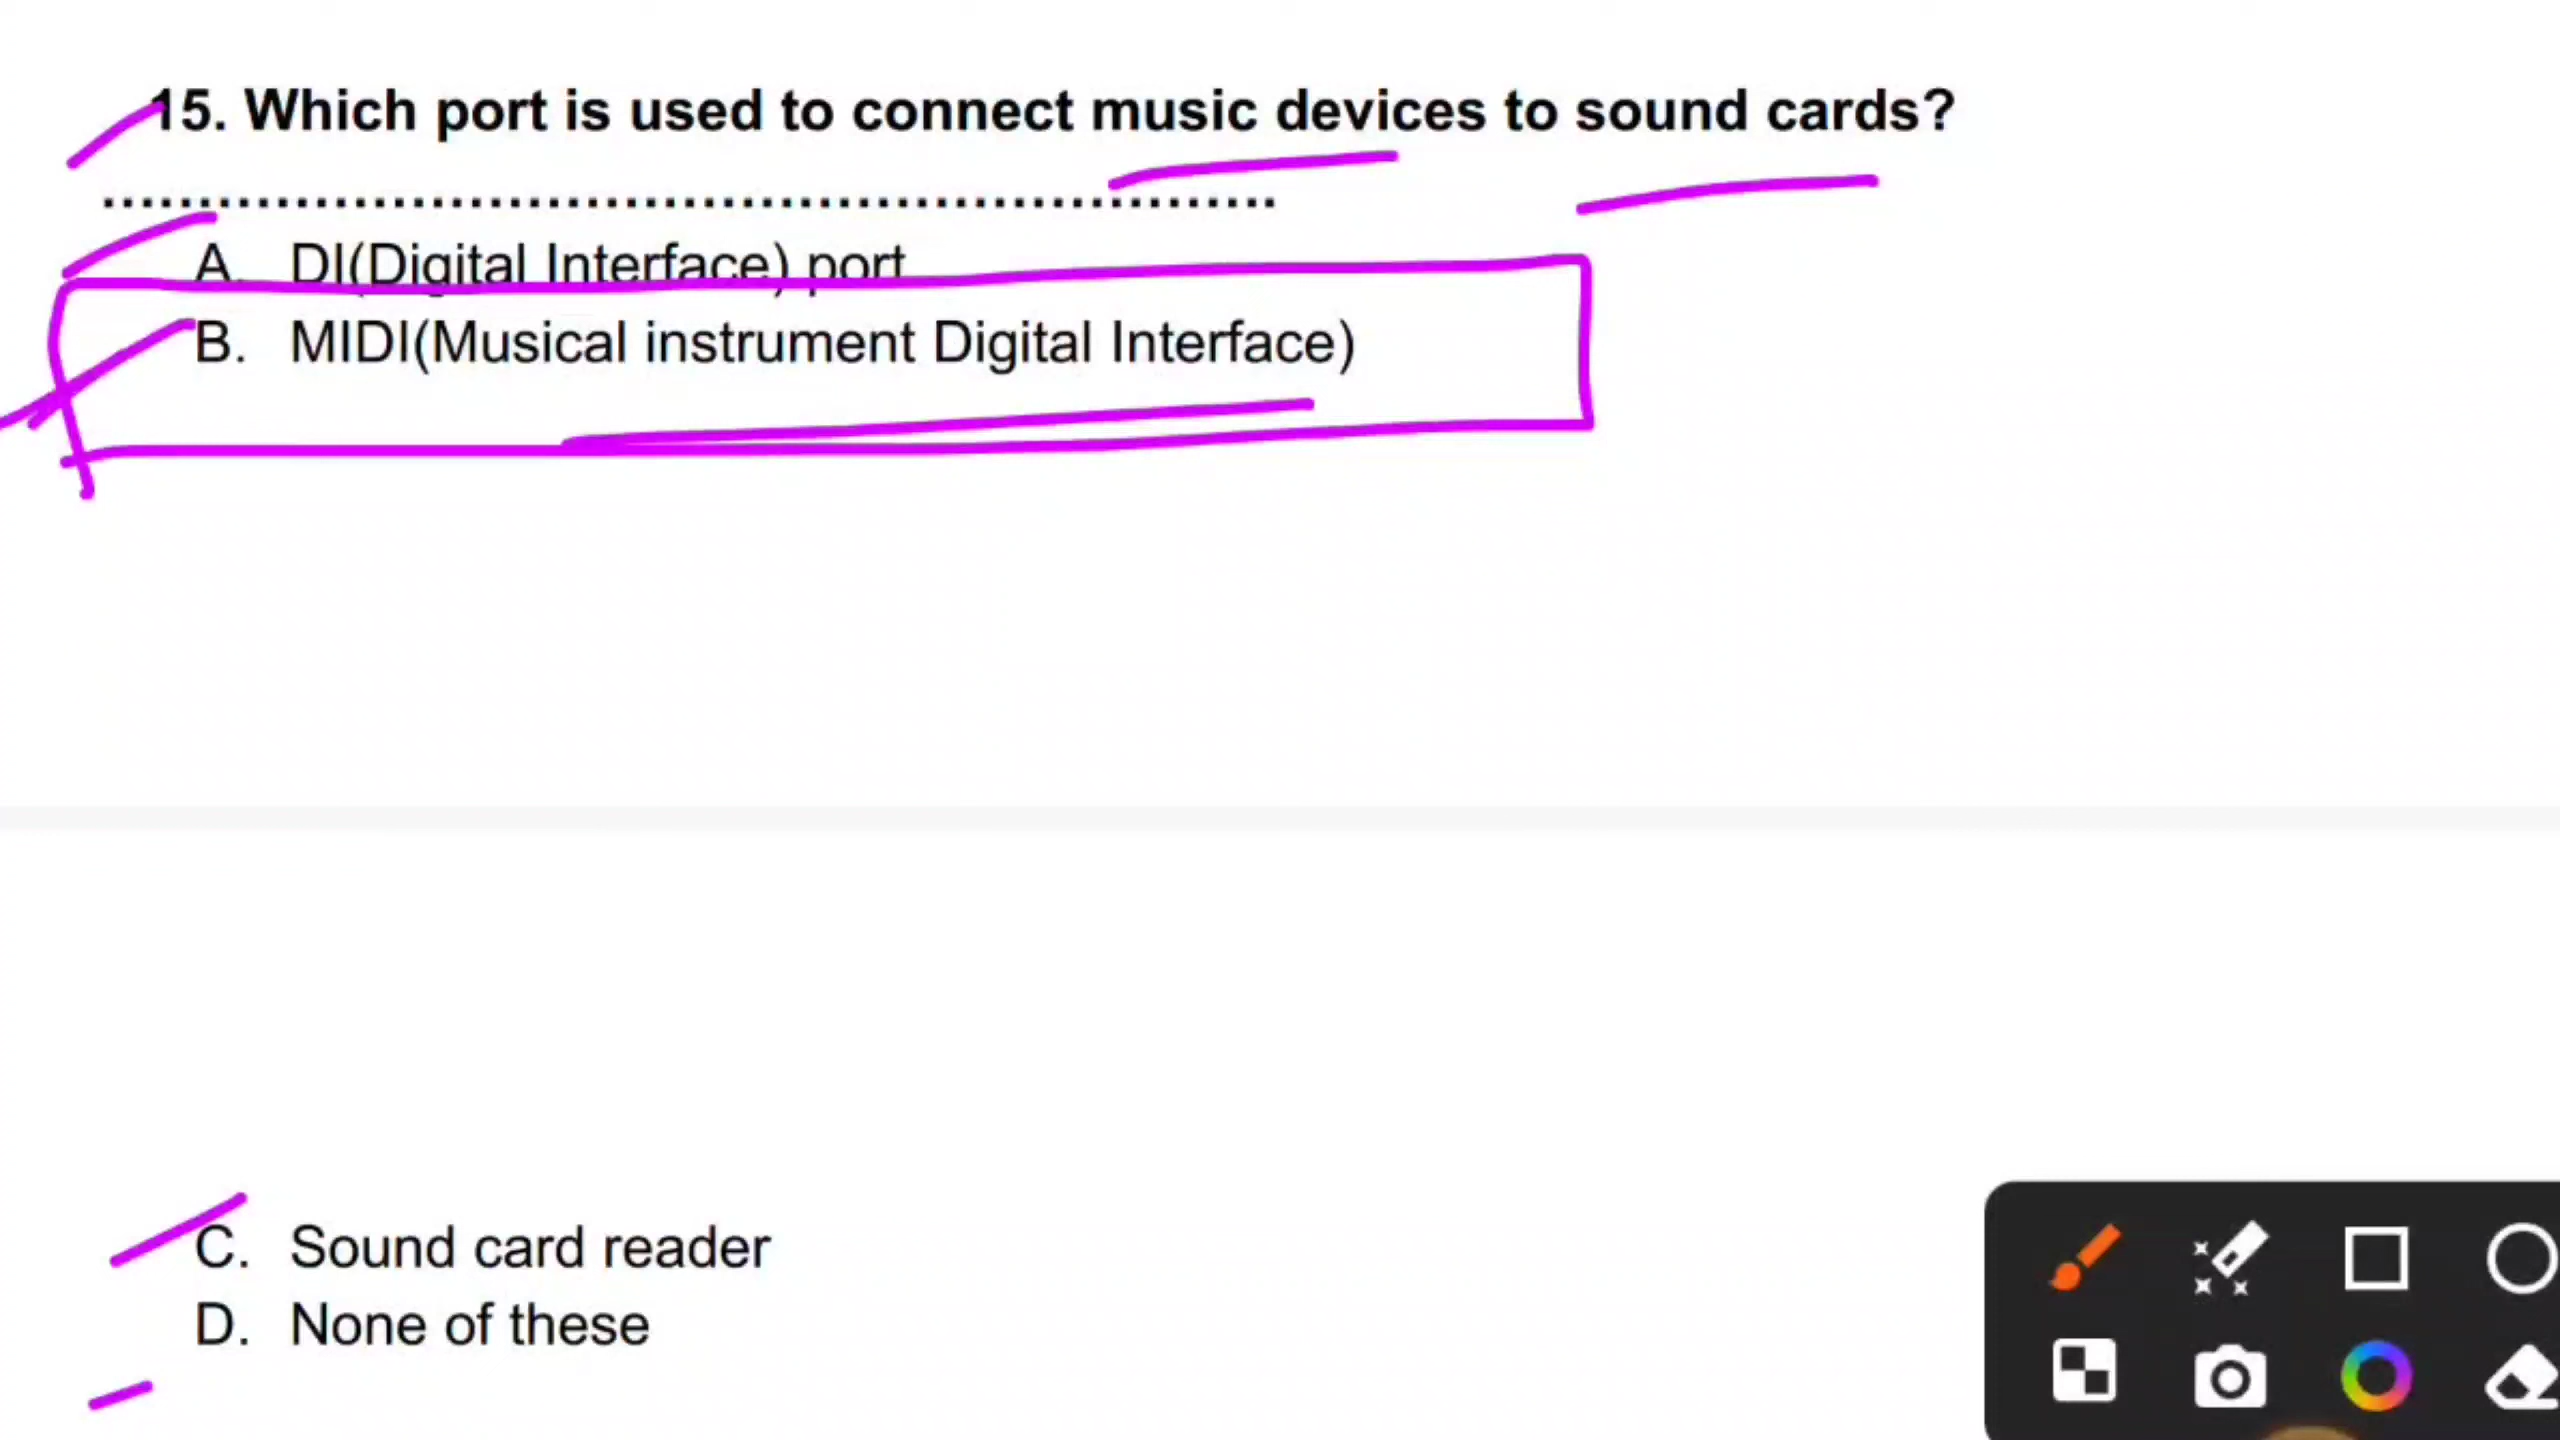 15. Which port is used to connect music devices to sound cards?
..............................................................
A. DI(Digital Interface) port
B. MIDI(Musical instrument Digital Interface)
C. Sound card reader
D. None of these